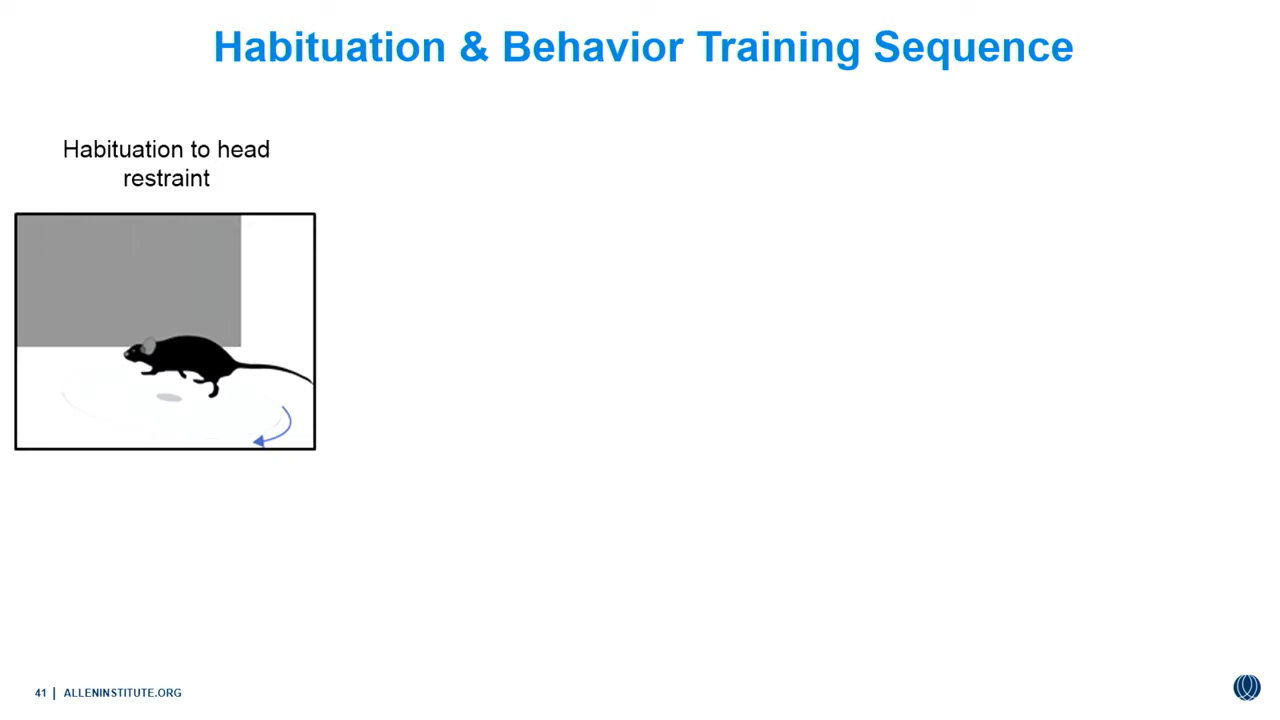 Habituation & Behavior Training Sequence
Habituation to head
restraint
41 | ALLENINSTITUTE.ORG